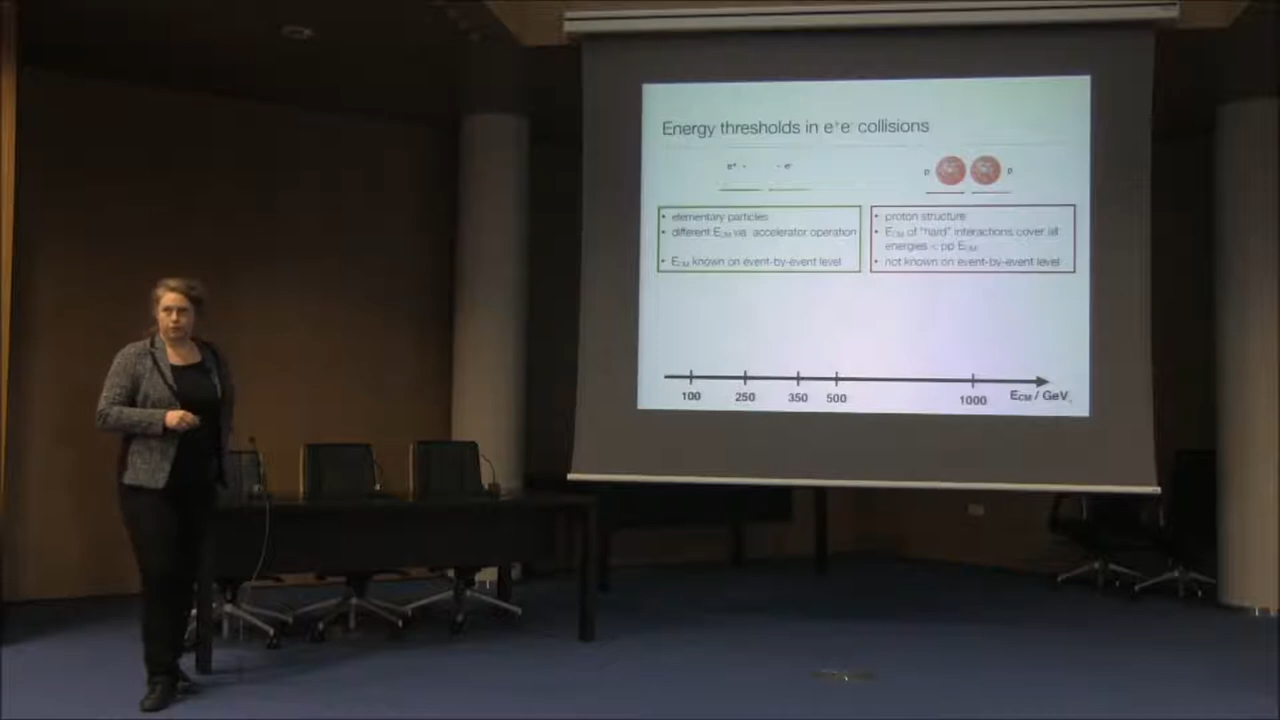 Energy thresholds in e⁺e⁻ collisions
e⁺ - - e⁻
p p
• elementary particles
• different E_CM via accelerator operation
• E_CM known on event-by-event level
• proton structure
• E_CM of "hard" interactions cover all
energies < pp E_CM
• not known on event-by-event level
100 250 350 500 1000 E_CM / GeV